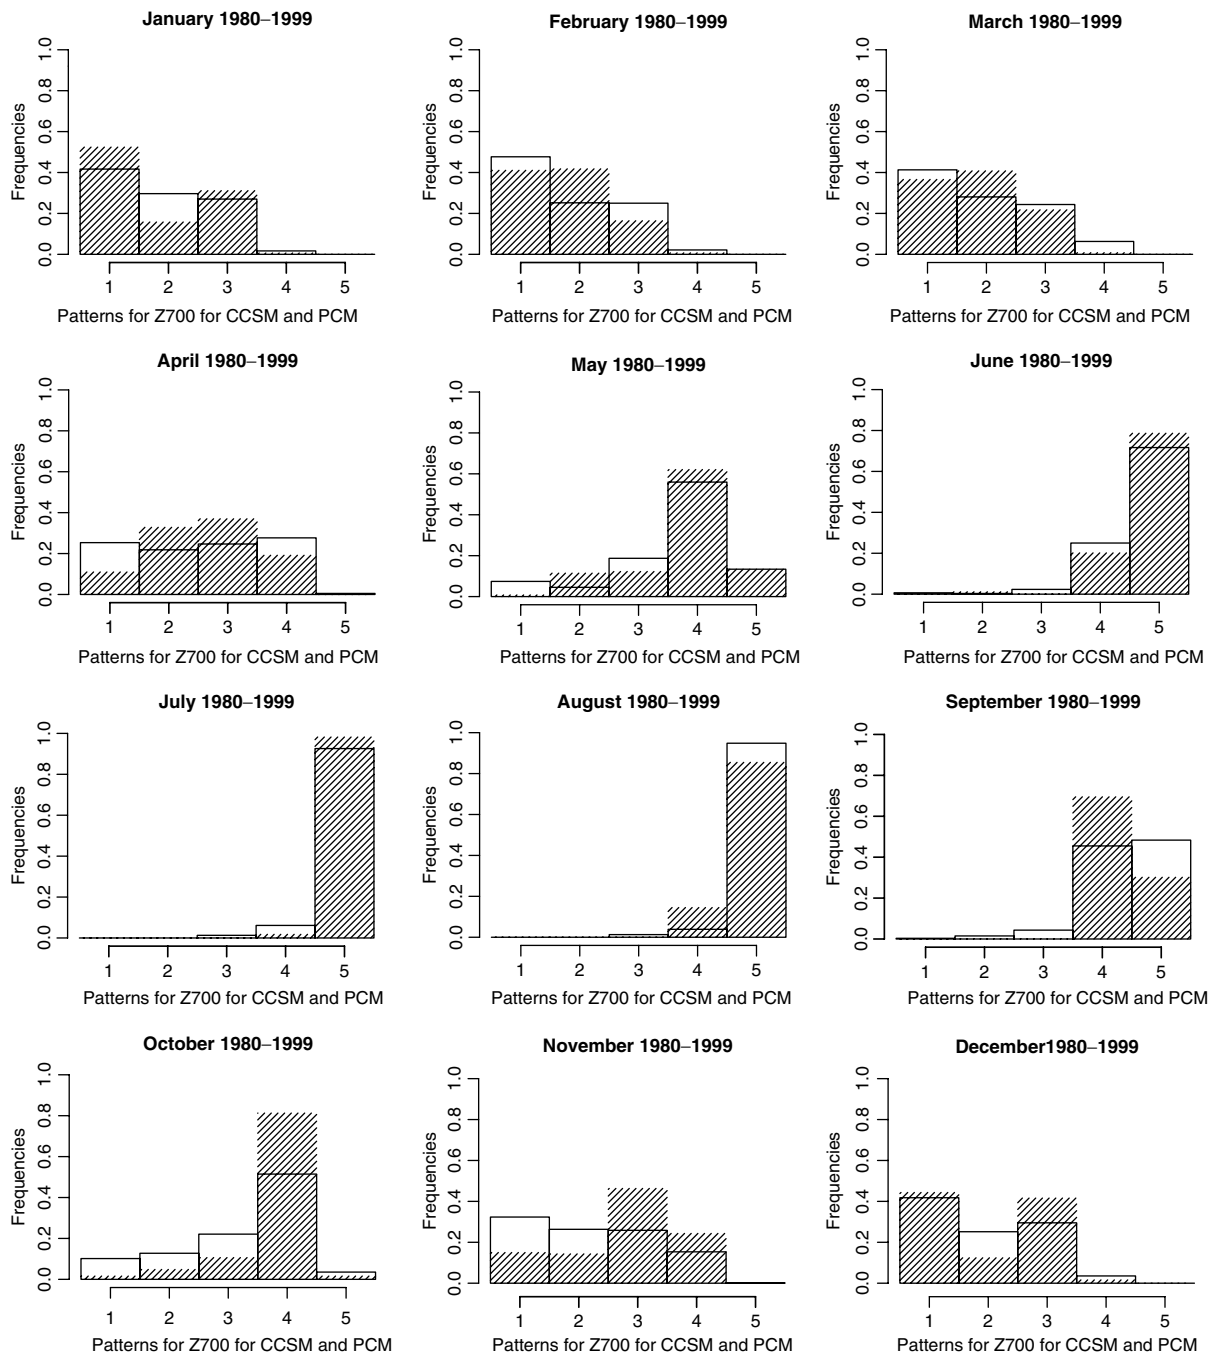 January 1980–1999
Frequencies
0.0 0.2 0.4 0.6 0.8 1.0
1 2 3 4 5
Patterns for Z700 for CCSM and PCM
February 1980–1999
Frequencies
0.0 0.2 0.4 0.6 0.8 1.0
1 2 3 4 5
Patterns for Z700 for CCSM and PCM
March 1980–1999
Frequencies
0.0 0.2 0.4 0.6 0.8 1.0
1 2 3 4 5
Patterns for Z700 for CCSM and PCM
April 1980–1999
Frequencies
0.0 0.2 0.4 0.6 0.8 1.0
1 2 3 4 5
Patterns for Z700 for CCSM and PCM
May 1980–1999
Frequencies
0.0 0.2 0.4 0.6 0.8 1.0
1 2 3 4 5
Patterns for Z700 for CCSM and PCM
June 1980–1999
Frequencies
0.0 0.2 0.4 0.6 0.8 1.0
1 2 3 4 5
Patterns for Z700 for CCSM and PCM
July 1980–1999
Frequencies
0.0 0.2 0.4 0.6 0.8 1.0
1 2 3 4 5
Patterns for Z700 for CCSM and PCM
August 1980–1999
Frequencies
0.0 0.2 0.4 0.6 0.8 1.0
1 2 3 4 5
Patterns for Z700 for CCSM and PCM
September 1980–1999
Frequencies
0.0 0.2 0.4 0.6 0.8 1.0
1 2 3 4 5
Patterns for Z700 for CCSM and PCM
October 1980–1999
Frequencies
0.0 0.2 0.4 0.6 0.8 1.0
1 2 3 4 5
Patterns for Z700 for CCSM and PCM
November 1980–1999
Frequencies
0.0 0.2 0.4 0.6 0.8 1.0
1 2 3 4 5
Patterns for Z700 for CCSM and PCM
December1980–1999
Frequencies
0.0 0.2 0.4 0.6 0.8 1.0
1 2 3 4 5
Patterns for Z700 for CCSM and PCM